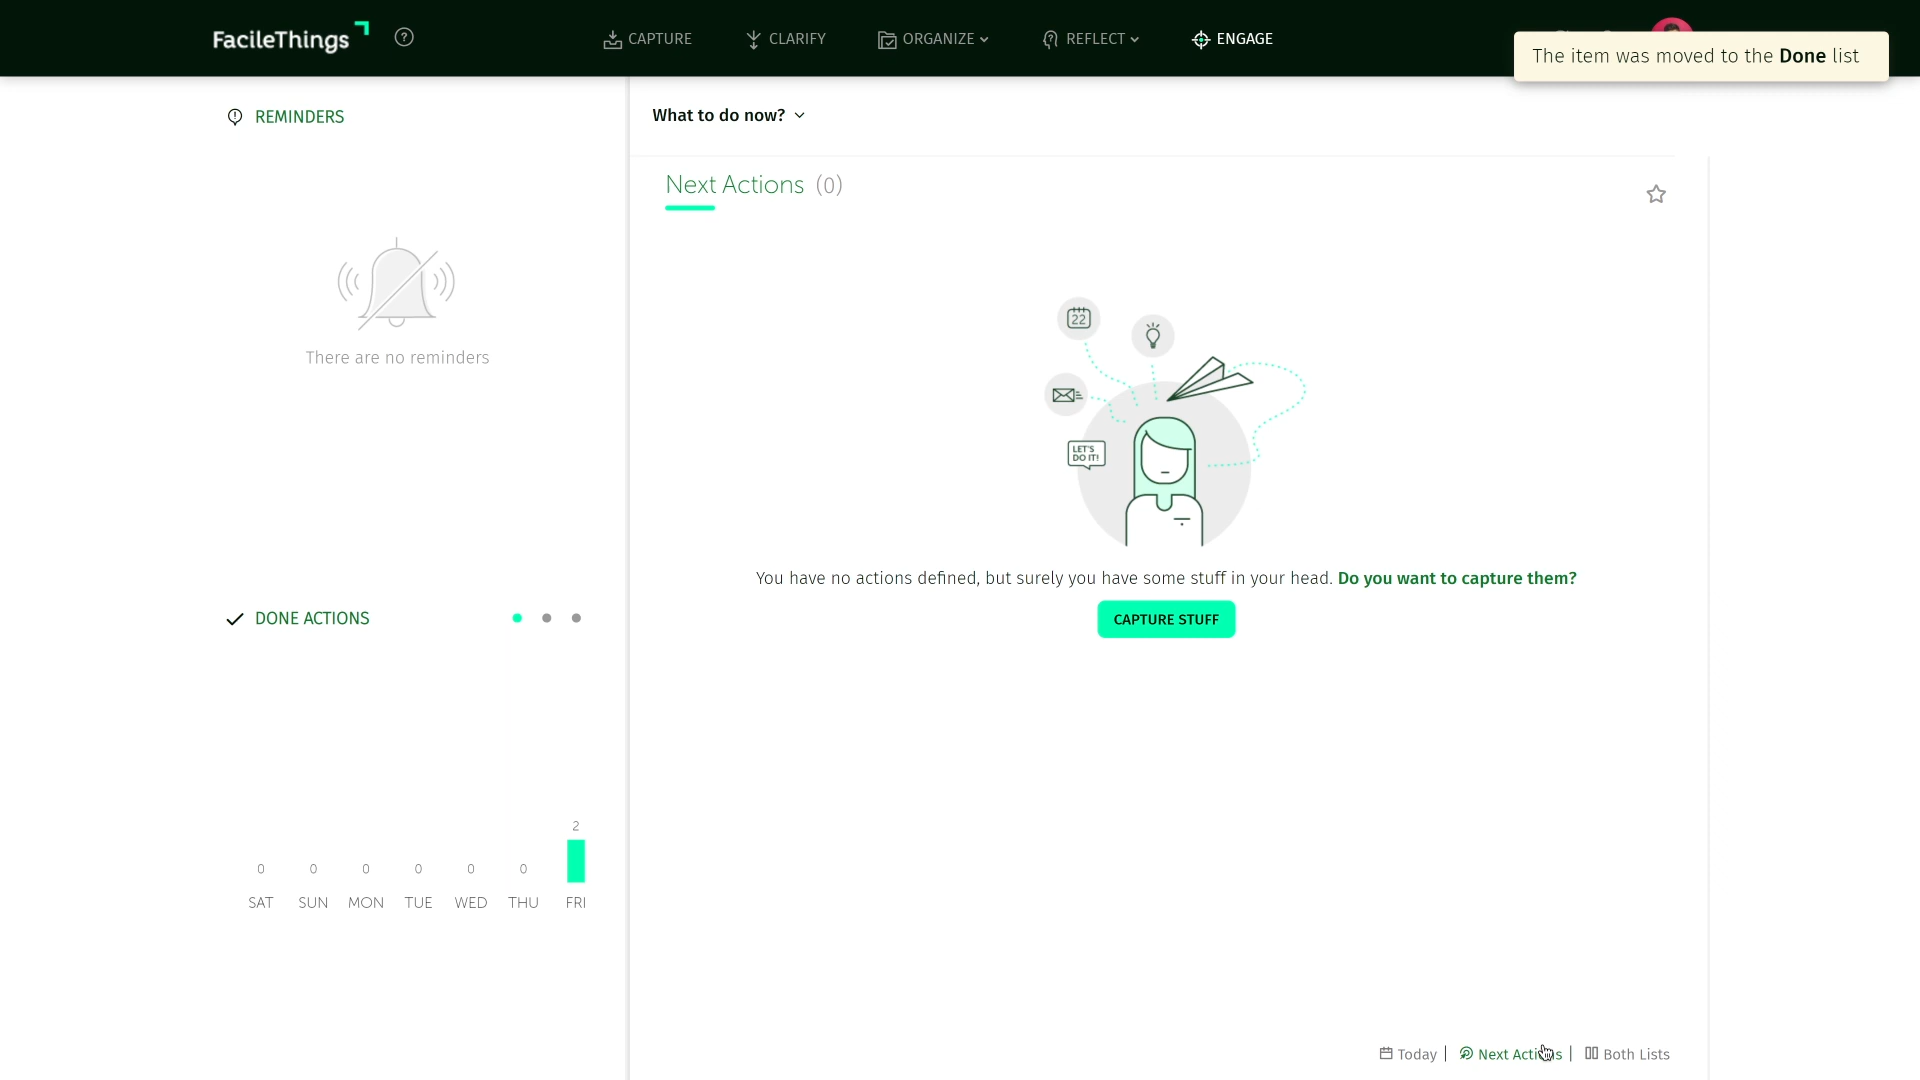 FacileThings
CAPTURE
CLARIFY
ORGANIZE
REFLECT
ENGAGE
The item was moved to the Done list
REMINDERS
There are no reminders
DONE ACTIONS
2
0 0 0 0 0 0
SAT SUN MON TUE WED THU FRI
What to do now?
Next Actions (0)
22
LET'S
DO IT!
You have no actions defined, but surely you have some stuff in your head. Do you want to capture them?
CAPTURE STUFF
Today | Next Actions | Both Lists